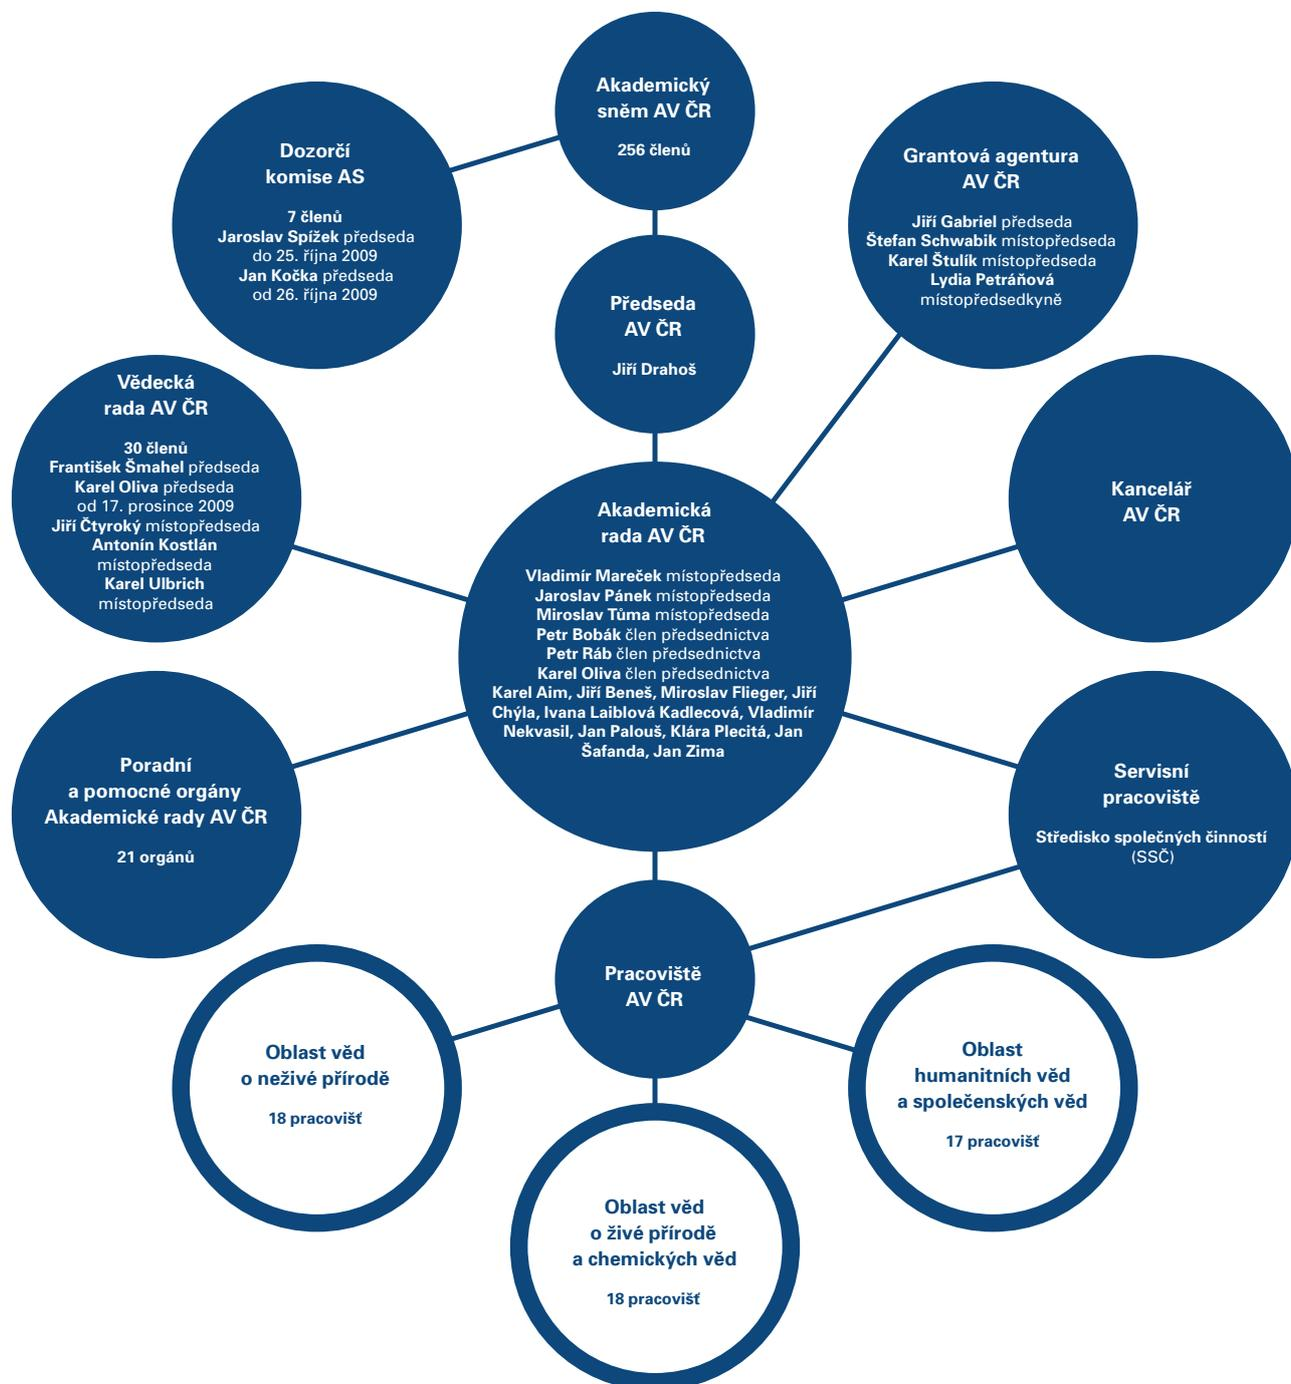 Akademický
sněm AV ČR
256 členů
Dozorčí
komise AS
7 členů
Jaroslav Spížek předseda
do 25. října 2009
Jan Kočka předseda
od 26. října 2009
Grantová agentura
AV ČR
Jiří Gabriel předseda
Štefan Schwabik místopředseda
Karel Štulík místopředseda
Lydia Petráňová
místopředsedkyně
Předseda
AV ČR
Jiří Drahoš
Vědecká
rada AV ČR
30 členů
František Šmahel předseda
Karel Oliva předseda
od 17. prosince 2009
Jiří Čtyroký místopředseda
Antonín Kostlán
místopředseda
Karel Ulbrich
místopředseda
Kancelář
AV ČR
Akademická
rada AV ČR
Vladimír Mareček místopředseda
Jaroslav Pánek místopředseda
Miroslav Tůma místopředseda
Petr Bobák člen předsednictva
Petr Ráb člen předsednictva
Karel Oliva člen předsednictva
Karel Aim, Jiří Beneš, Miroslav Flieger, Jiří
Chýla, Ivana Laiblová Kadlecová, Vladimír
Nekvasil, Jan Palouš, Klára Plecitá, Jan
Šafanda, Jan Zima
Poradní
a pomocné orgány
Akademické rady AV ČR
21 orgánů
Servisní
pracoviště
Středisko společných činností
(SSČ)
Pracoviště
AV ČR
Oblast věd
o neživé přírodě
18 pracovišť
Oblast
humanitních věd
a společenských věd
17 pracovišť
Oblast věd
o živé přírodě
a chemických věd
18 pracovišť